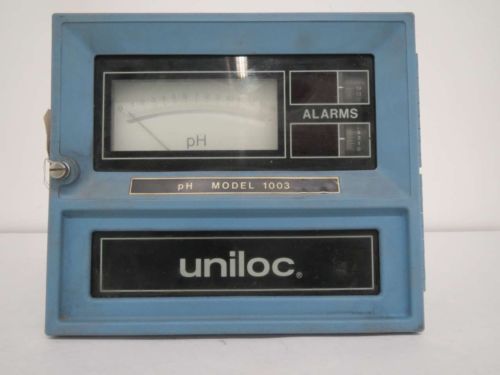 ALARMS
pH
pH MODEL 1003
uniloc®